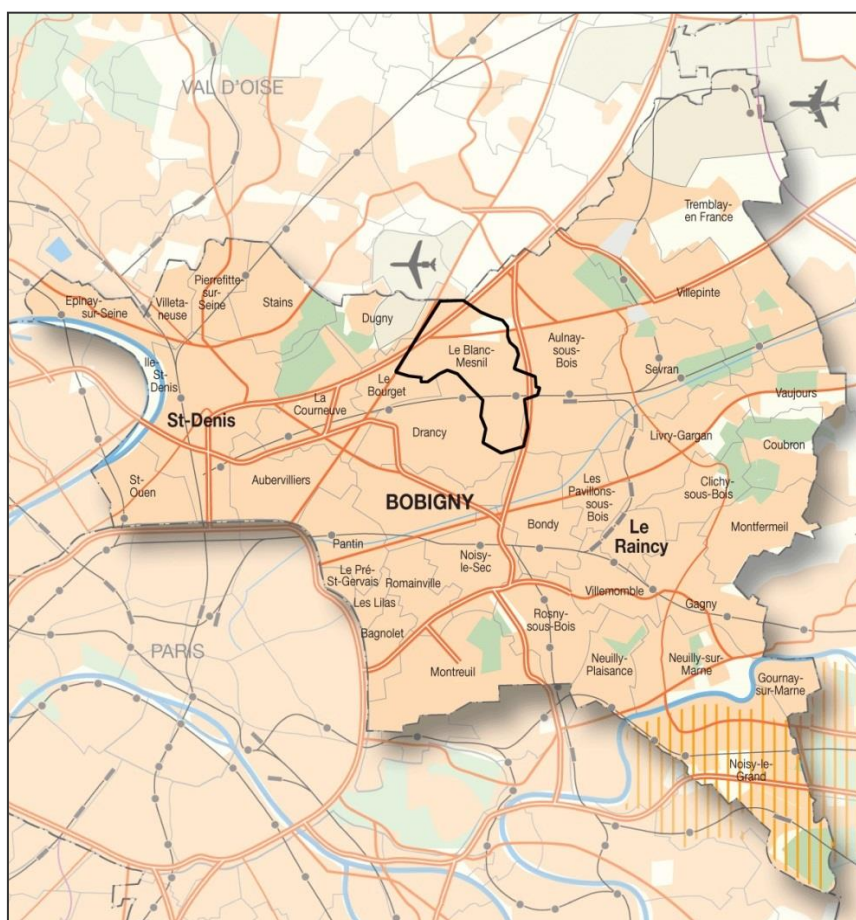 VAL D'OISE
Tremblay-
en France
Pierrefitte-
sur-
Seine
Epinay-
sur-Seine
Villeta-
neuse
Stains
Dugny
Villepinte
Le Blanc-
Mesnil
Aulnay-
sous-
Bois
Ile-
St-
Denis
Le
Bourget
Sevran
La
Courneuve
Vaujours
St-Denis
Drancy
Livry-Gargan
Coubron
St-
Ouen
Aubervilliers
Les
Pavillons-
sous-
Bois
Clichy-
sous-Bois
BOBIGNY
Bondy
Le
Raincy
Montfermeil
Pantin
Noisy-
le-Sec
Le Pré-
St-Gervais
Romainville
Villemomble
Les Lilas
Gagny
Rosny-
sous-Bois
Bagnolet
PARIS
Montreuil
Neuilly-
Plaisance
Neuilly-sur-
Marne
Gournay-
sur-Marne
Noisy-le-
Grand